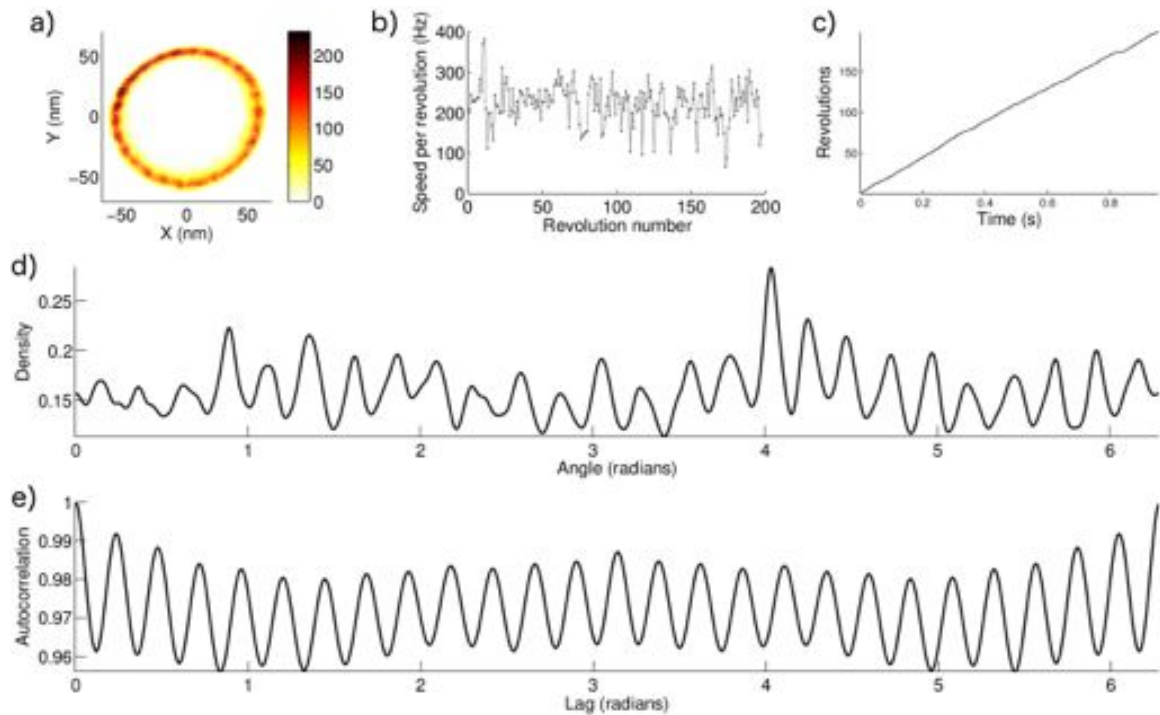 a)
50
0
−50
Y (nm)
−50 0 50
X (nm)
200
150
100
50
0
b)
Speed per revolution (Hz)
400
300
200
100
0
0 50 100 150 200
Revolution number
c)
Revolutions
150
100
50
0 0.2 0.4 0.6 0.8
Time (s)
d)
Density
0.25
0.2
0.15
0 1 2 3 4 5 6
Angle (radians)
e)
Autocorrelation
1
0.99
0.98
0.97
0.96
0 1 2 3 4 5 6
Lag (radians)